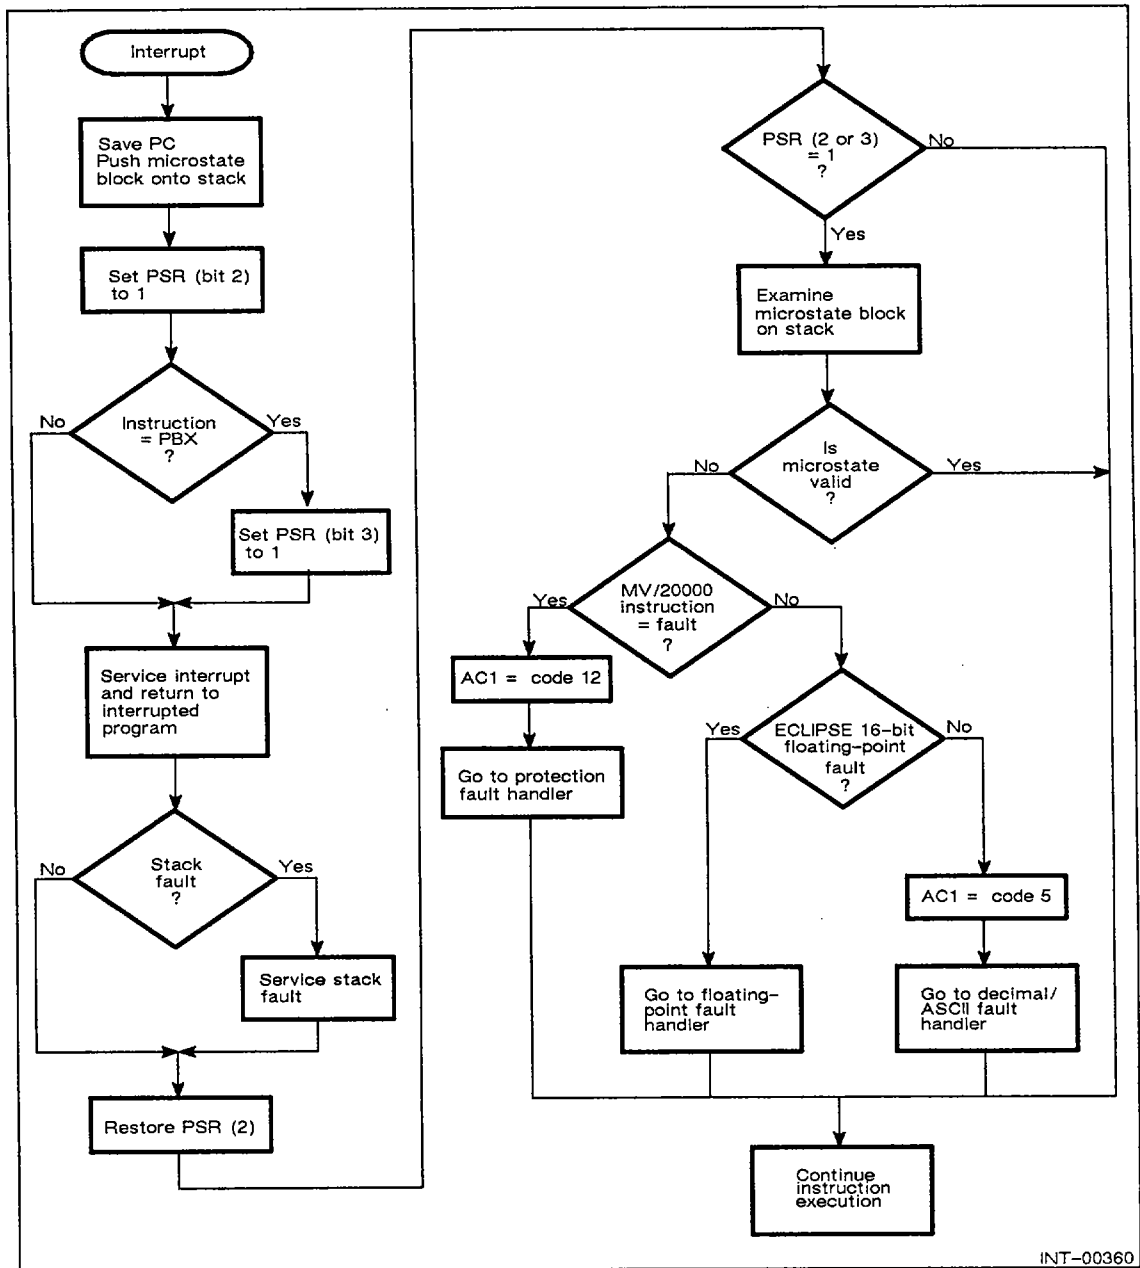 Interrupt
Save PC
Push microstate
block onto stack
Set PSR (bit 2)
to 1
No
Instruction
= PBX
?
Yes
Set PSR (bit 3)
to 1
Service interrupt
and return to
interrupted
program
No
Stack
fault
?
Yes
Service stack
fault
Restore PSR (2)
PSR (2 or 3)
= 1
?
No
Yes
Examine
microstate block
on stack
No
Is
microstate
valid
?
Yes
Yes
MV/20000
instruction
= fault
?
No
AC1 = code 12
Go to protection
fault handler
Yes
ECLIPSE 16-bit
floating-point
fault
?
No
AC1 = code 5
Go to floating-
point fault
handler
Go to decimal/
ASCII fault
handler
Continue
instruction
execution
INT-00360